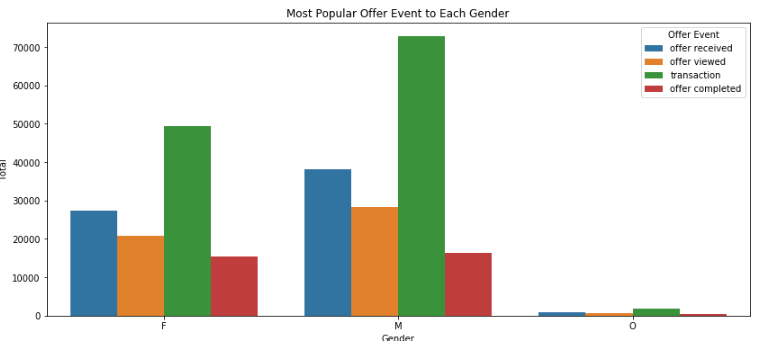 Most Popular Offer Event to Each Gender
70000
60000
50000
40000
30000
20000
10000
0
Total
Offer Event
offer received
offer viewed
transaction
offer completed
F M O
Gender